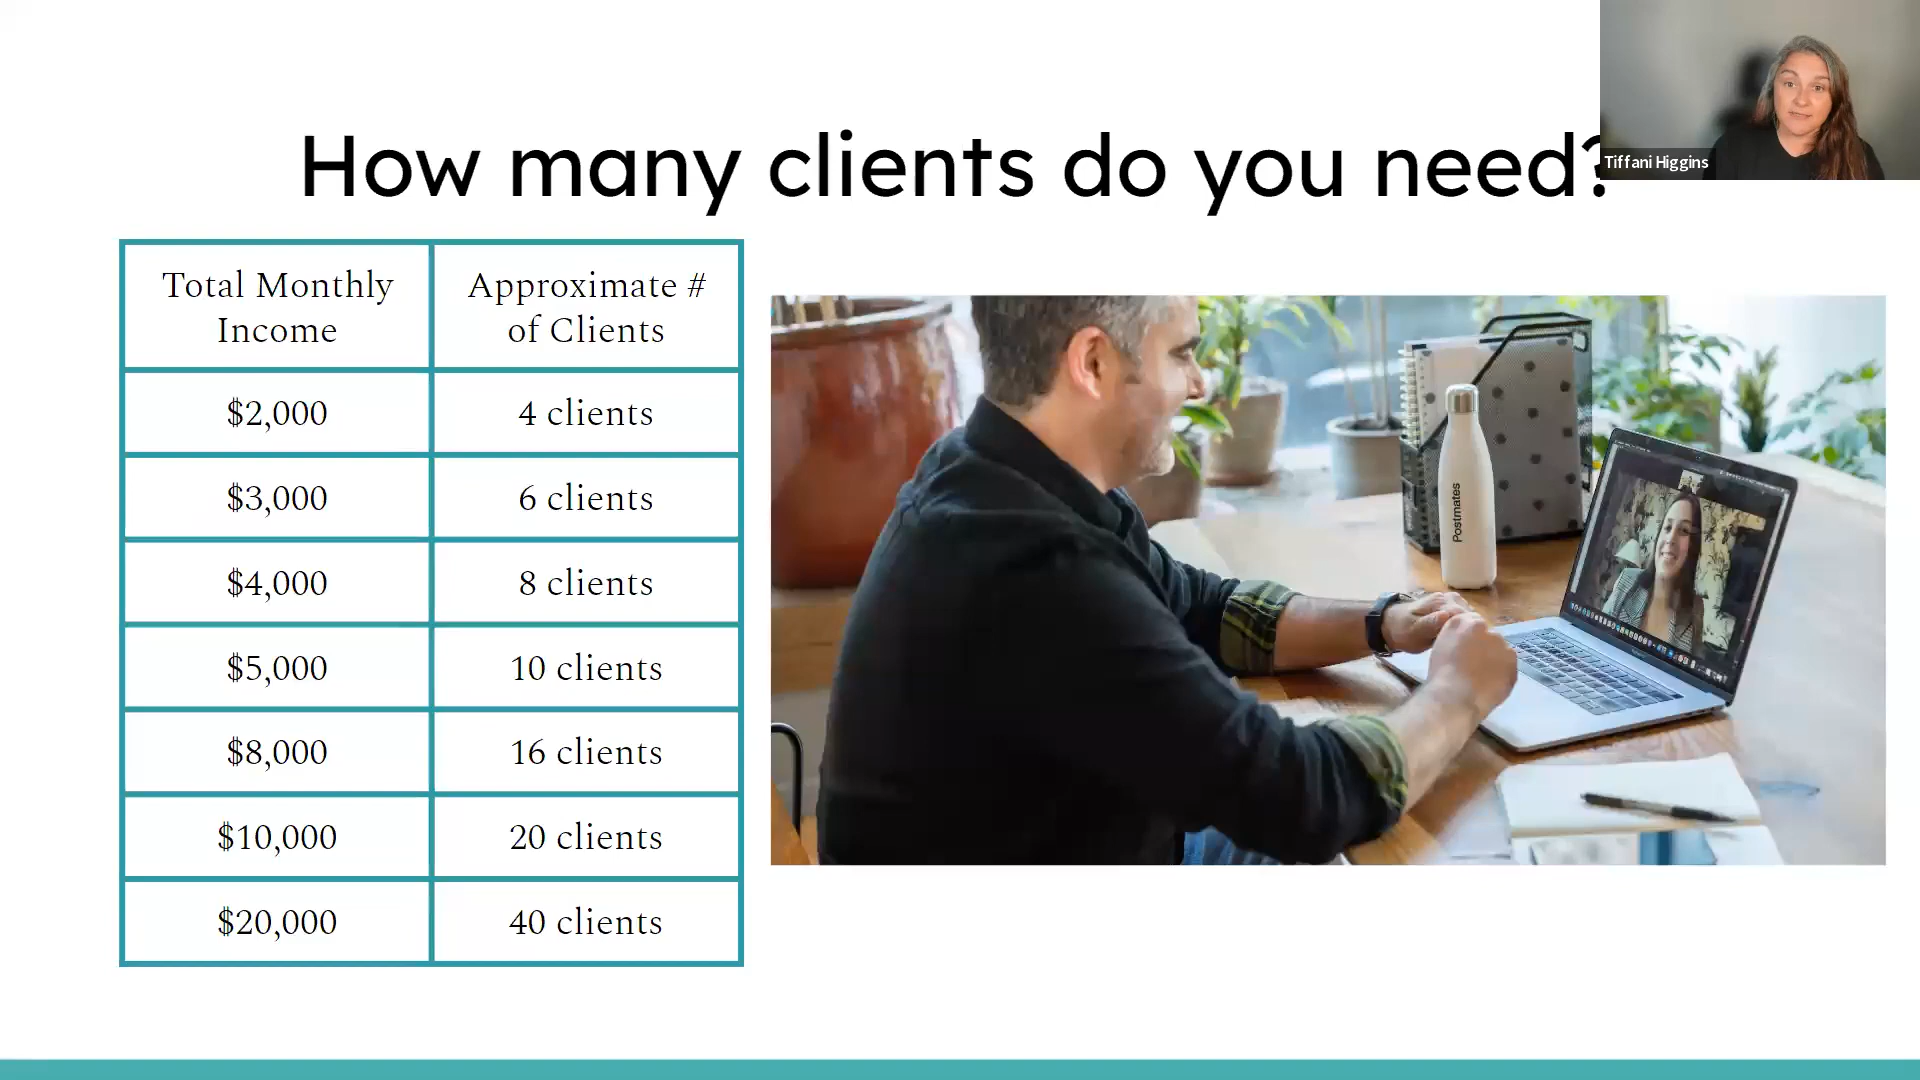 Tiffani Higgins
How many clients do you need?
Total Monthly
Income
Approximate #
of Clients
$2,000
4 clients
$3,000
6 clients
$4,000
8 clients
$5,000
10 clients
$8,000
16 clients
$10,000
20 clients
$20,000
40 clients
Postmates